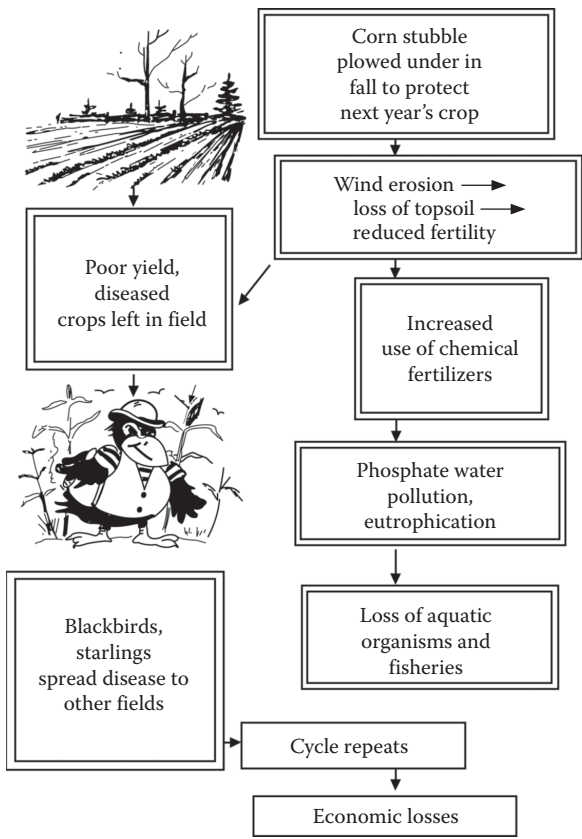 Corn stubble
plowed under in
fall to protect
next year’s crop
Wind erosion →
loss of topsoil →
reduced fertility
Poor yield,
diseased
crops left in field
Increased
use of chemical
fertilizers
Phosphate water
pollution,
eutrophication
Loss of aquatic
organisms and
fisheries
Blackbirds,
starlings
spread disease to
other fields
Cycle repeats
Economic losses